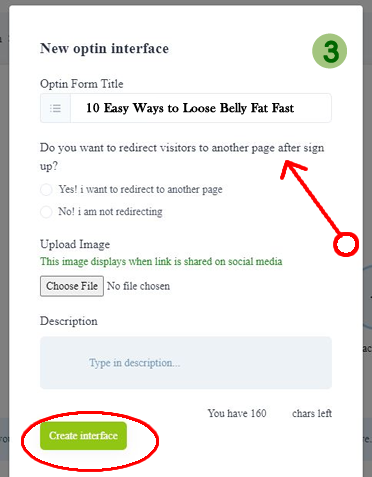 New optin interface
3
Optin Form Title
10 Easy Ways to Loose Belly Fat Fast
Do you want to redirect visitors to another page after sign
up?
Yes! i want to redirect to another page
No! i am not redirecting
Upload Image
This image displays when link is shared on social media
Choose File No file chosen
Description
Type in description...
You have 160 chars left
Create interface